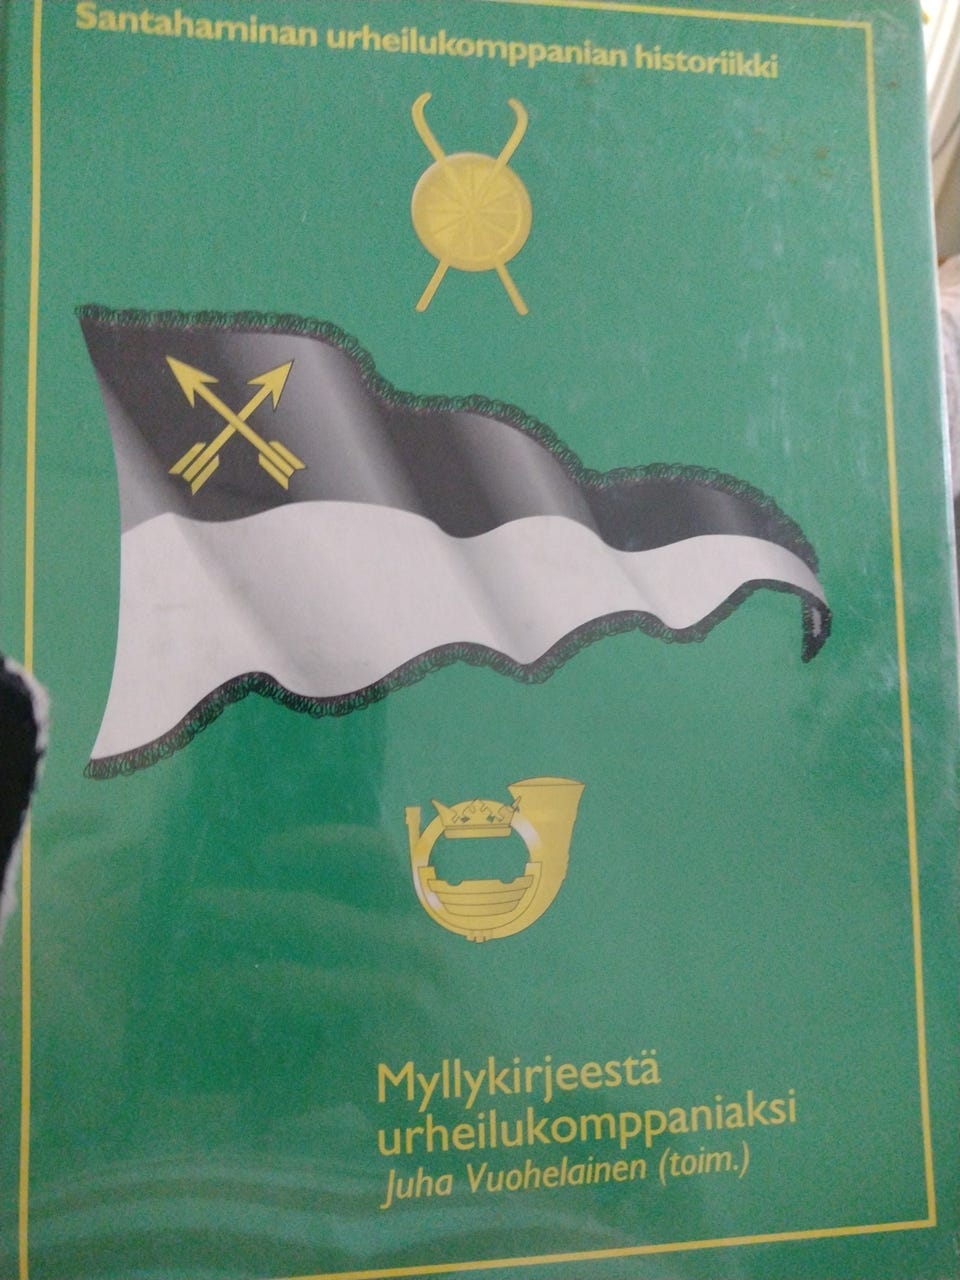 Santahaminan urheilukomppanian historiikki
Myllykirjeestä
urheilukomppaniaksi
Juha Vuohelainen (toim.)